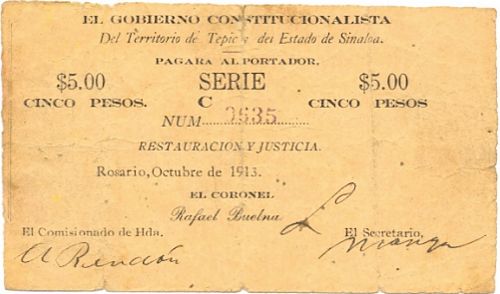 EL GOBIERNO CONSTITUCIONALISTA
Del Territorio de Tepic y del Estado de Sinaloa.
PAGARA AL PORTADOR,
$5.00 SERIE $5.00
CINCO PESOS. C CINCO PESOS
NUM 0635
RESTAURACION Y JUSTICIA.
Rosario, Octubre de 1913.
EL CORONEL
Rafael Buelna
El Comisionado de Hda. El Secretario,
A Rendón